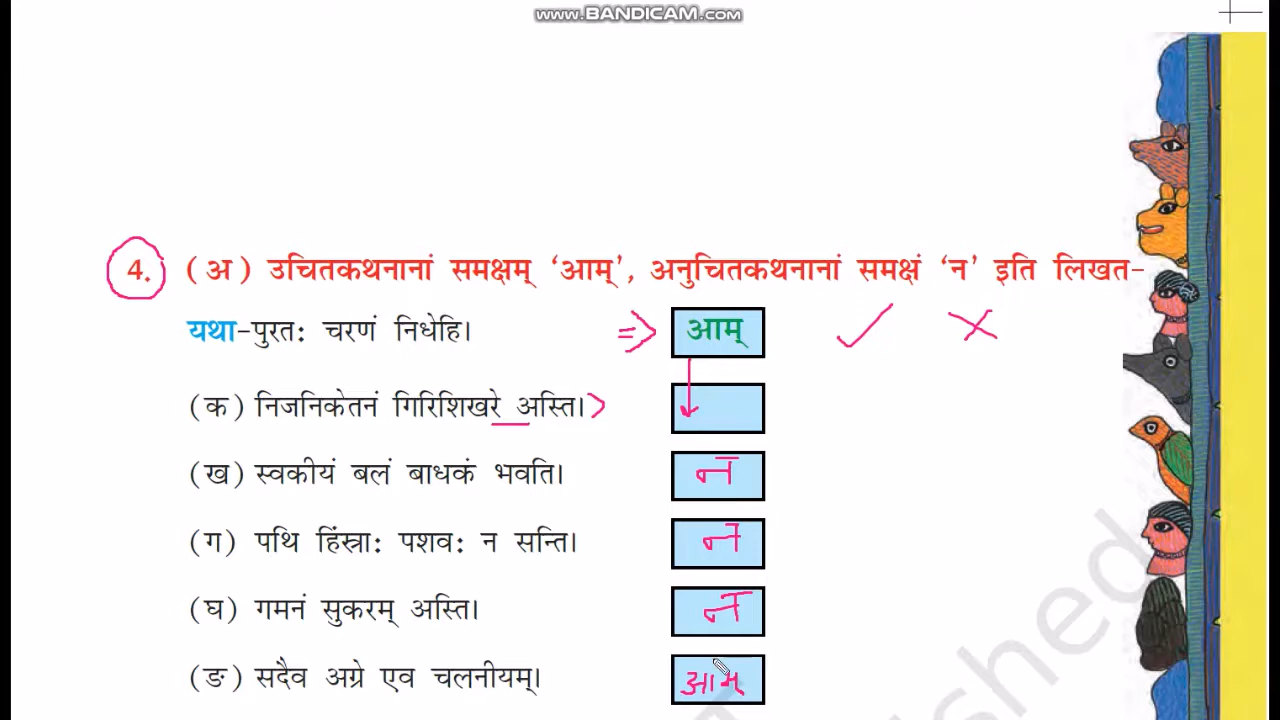 www.BANDICAM.com
4. (अ) उचितकथनानां समक्षम् ‘आम्’, अनुचितकथनानां समक्षं ‘न’ इति लिखत-
यथा-पुरतः चरणं निधेहि। आम्
(क) निजनिकेतनं गिरिशिखरे अस्ति।
(ख) स्वकीयं बलं बाधकं भवति। न
(ग) पथि हिंस्राः पशवः न सन्ति। न
(घ) गमनं सुकरम् अस्ति। न
(ङ) सदैव अग्रे एव चलनीयम्। आम्
shed